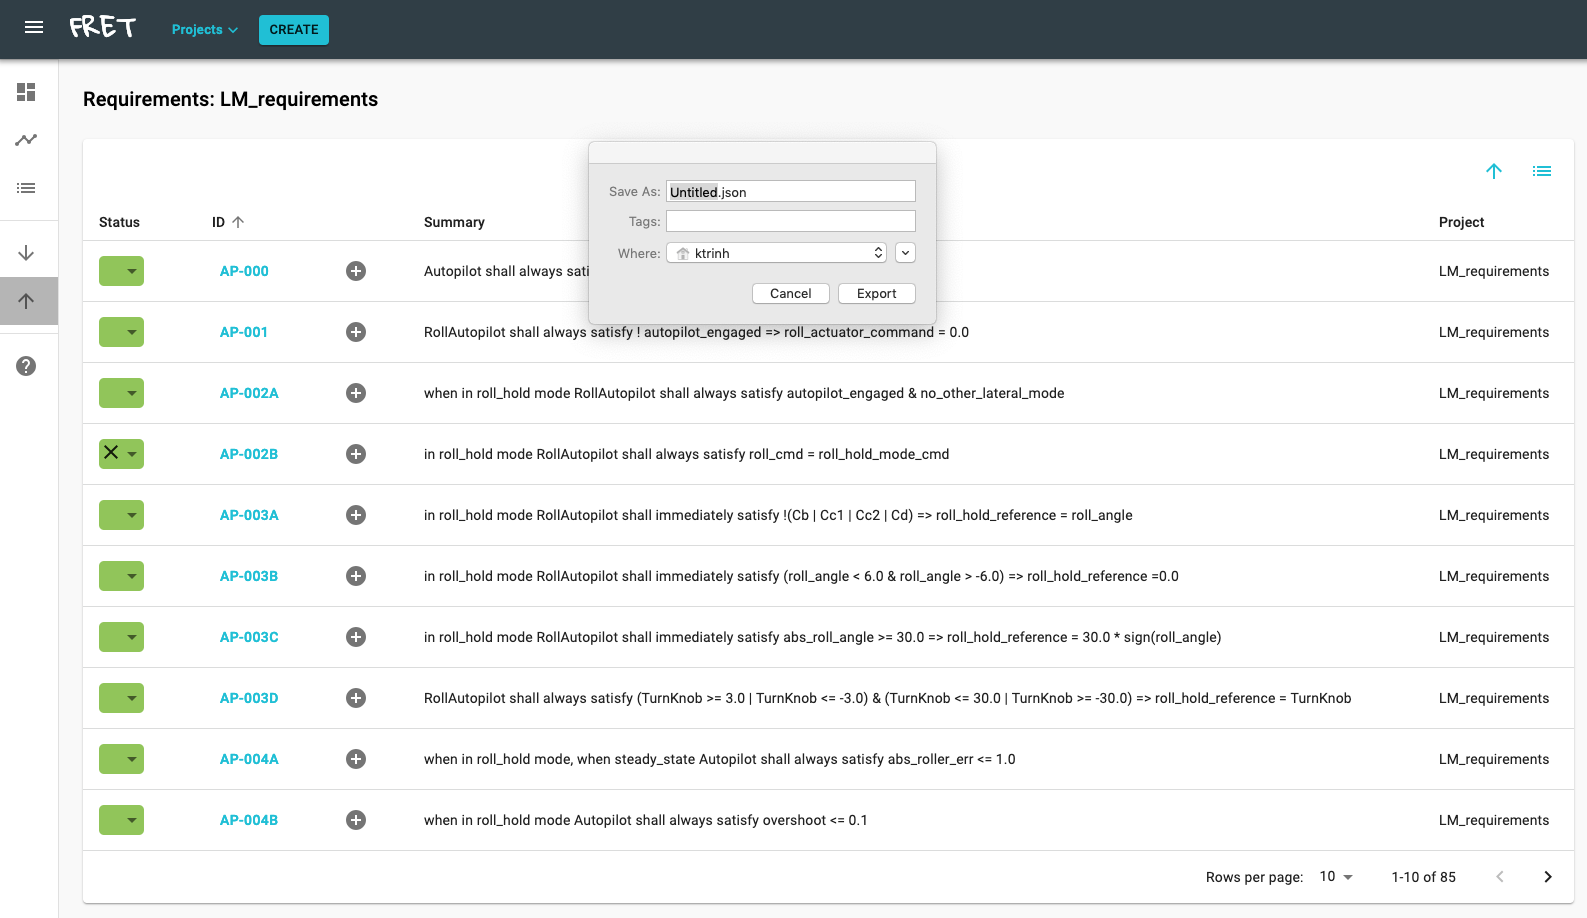 FRET Projects CREATE
Requirements: LM_requirements
Save As: Untitled.json
Tags:
Where: ktrinh
Cancel Export
Status ID Summary Project
AP-000 Autopilot shall always sati LM_requirements
AP-001 RollAutopilot shall always satisfy ! autopilot_engaged => roll_actuator_command = 0.0 LM_requirements
AP-002A when in roll_hold mode RollAutopilot shall always satisfy autopilot_engaged & no_other_lateral_mode LM_requirements
AP-002B in roll_hold mode RollAutopilot shall always satisfy roll_cmd = roll_hold_mode_cmd LM_requirements
AP-003A in roll_hold mode RollAutopilot shall immediately satisfy !(Cb | Cc1 | Cc2 | Cd) => roll_hold_reference = roll_angle LM_requirements
AP-003B in roll_hold mode RollAutopilot shall immediately satisfy (roll_angle < 6.0 & roll_angle > -6.0) => roll_hold_reference =0.0 LM_requirements
AP-003C in roll_hold mode RollAutopilot shall immediately satisfy abs_roll_angle >= 30.0 => roll_hold_reference = 30.0 * sign(roll_angle) LM_requirements
AP-003D RollAutopilot shall always satisfy (TurnKnob >= 3.0 | TurnKnob <= -3.0) & (TurnKnob <= 30.0 | TurnKnob >= -30.0) => roll_hold_reference = TurnKnob LM_requirements
AP-004A when in roll_hold mode, when steady_state Autopilot shall always satisfy abs_roller_err <= 1.0 LM_requirements
AP-004B when in roll_hold mode Autopilot shall always satisfy overshoot <= 0.1 LM_requirements
Rows per page: 10 1-10 of 85